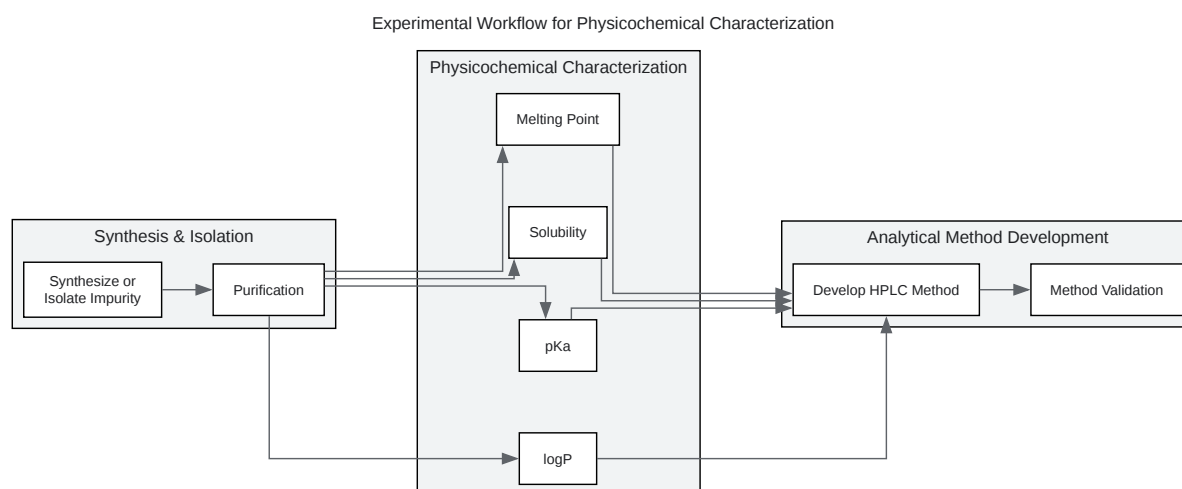 Experimental Workflow for Physicochemical Characterization
Physicochemical Characterization
Melting Point
Solubility
pKa
logP
Synthesis & Isolation
Synthesize or
Isolate Impurity
Purification
Analytical Method Development
Develop HPLC Method
Method Validation